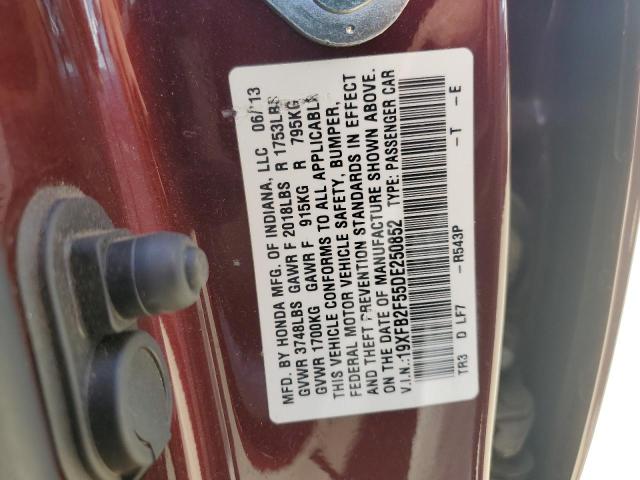 MFD. BY HONDA MFG. OF INDIANA, LLC 06/13
GVWR 3748LBS GAWR F 2018LBS R 1753LBS
GVWR 1700KG GAWR F 915KG R 795KG
THIS VEHICLE CONFORMS TO ALL APPLICABLE
FEDERAL MOTOR VEHICLE SAFETY, BUMPER,
AND THEFT PREVENTION STANDARDS IN EFFECT
ON THE DATE OF MANUFACTURE SHOWN ABOVE.
V.I.N.:19XFB2F55DE250852 TYPE: PASSENGER CAR
TR3 D LF7 -R543P -T -E